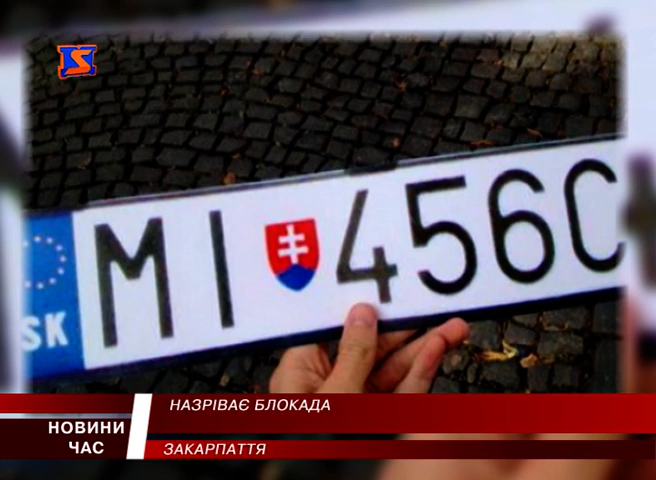 MI 456C
SK
НАЗРІВАЄ БЛОКАДА
НОВИНИ
ЧАС
ЗАКАРПАТТЯ